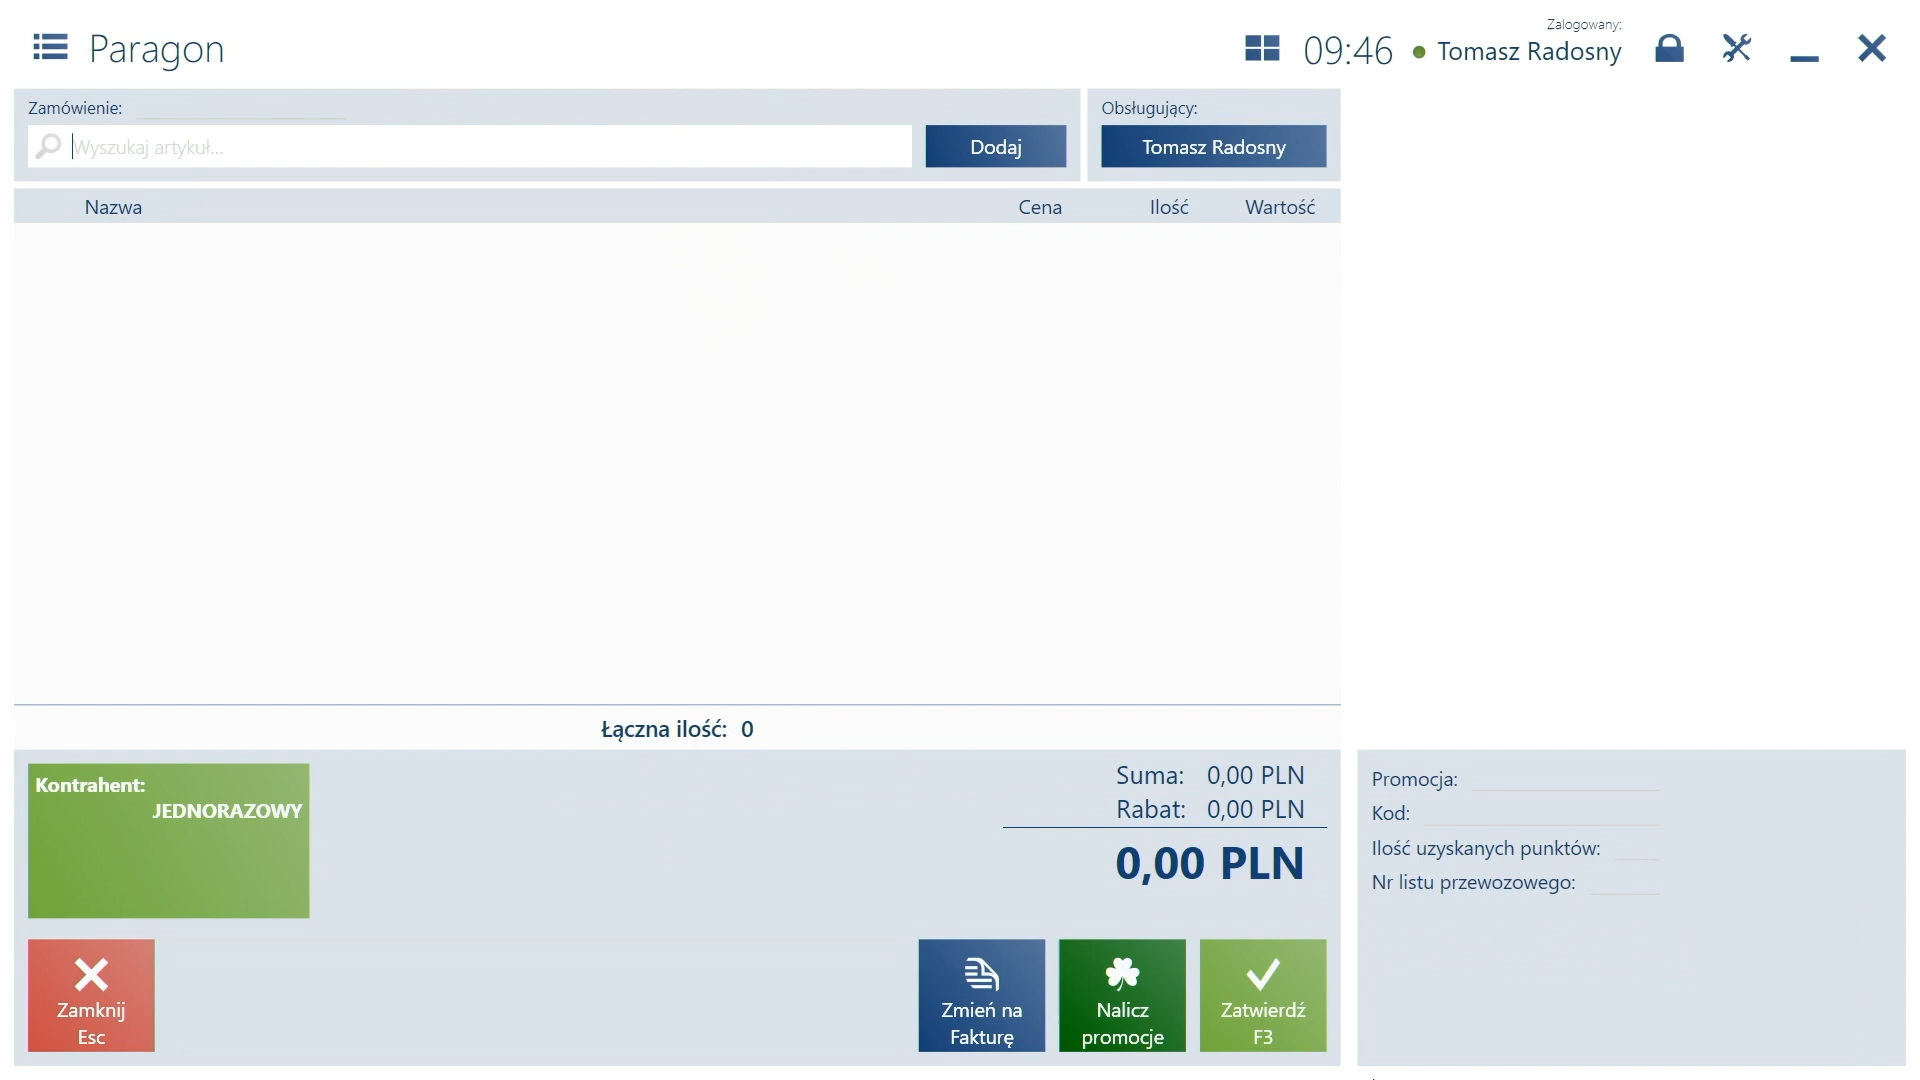 Paragon
09:46
Zalogowany:
Tomasz Radosny
Zamówienie:
Wyszukaj artykuł...
Dodaj
Obsługujący:
Tomasz Radosny
Nazwa Cena Ilość Wartość
Łączna ilość: 0
Kontrahent:
JEDNORAZOWY
Suma: 0,00 PLN
Rabat: 0,00 PLN
0,00 PLN
Promocja:
Kod:
Ilość uzyskanych punktów:
Nr listu przewozowego:
Zamknij
Esc
Zmień na
Fakturę
Nalicz
promocje
Zatwierdź
F3